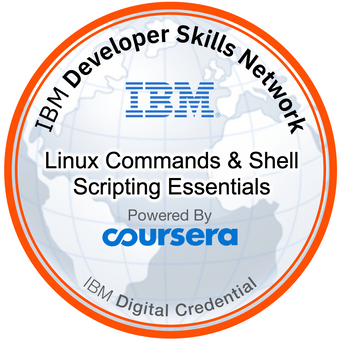 IBM Developer Skills Network
IBM
Linux Commands & Shell
Scripting Essentials
Powered By
coursera
IBM Digital Credential